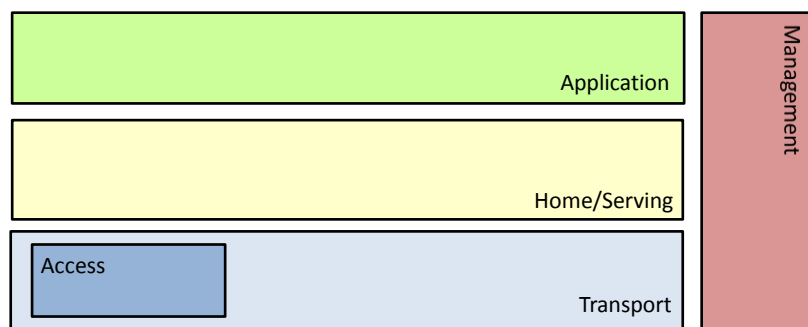 Application
Management
Home/Serving
Access
Transport